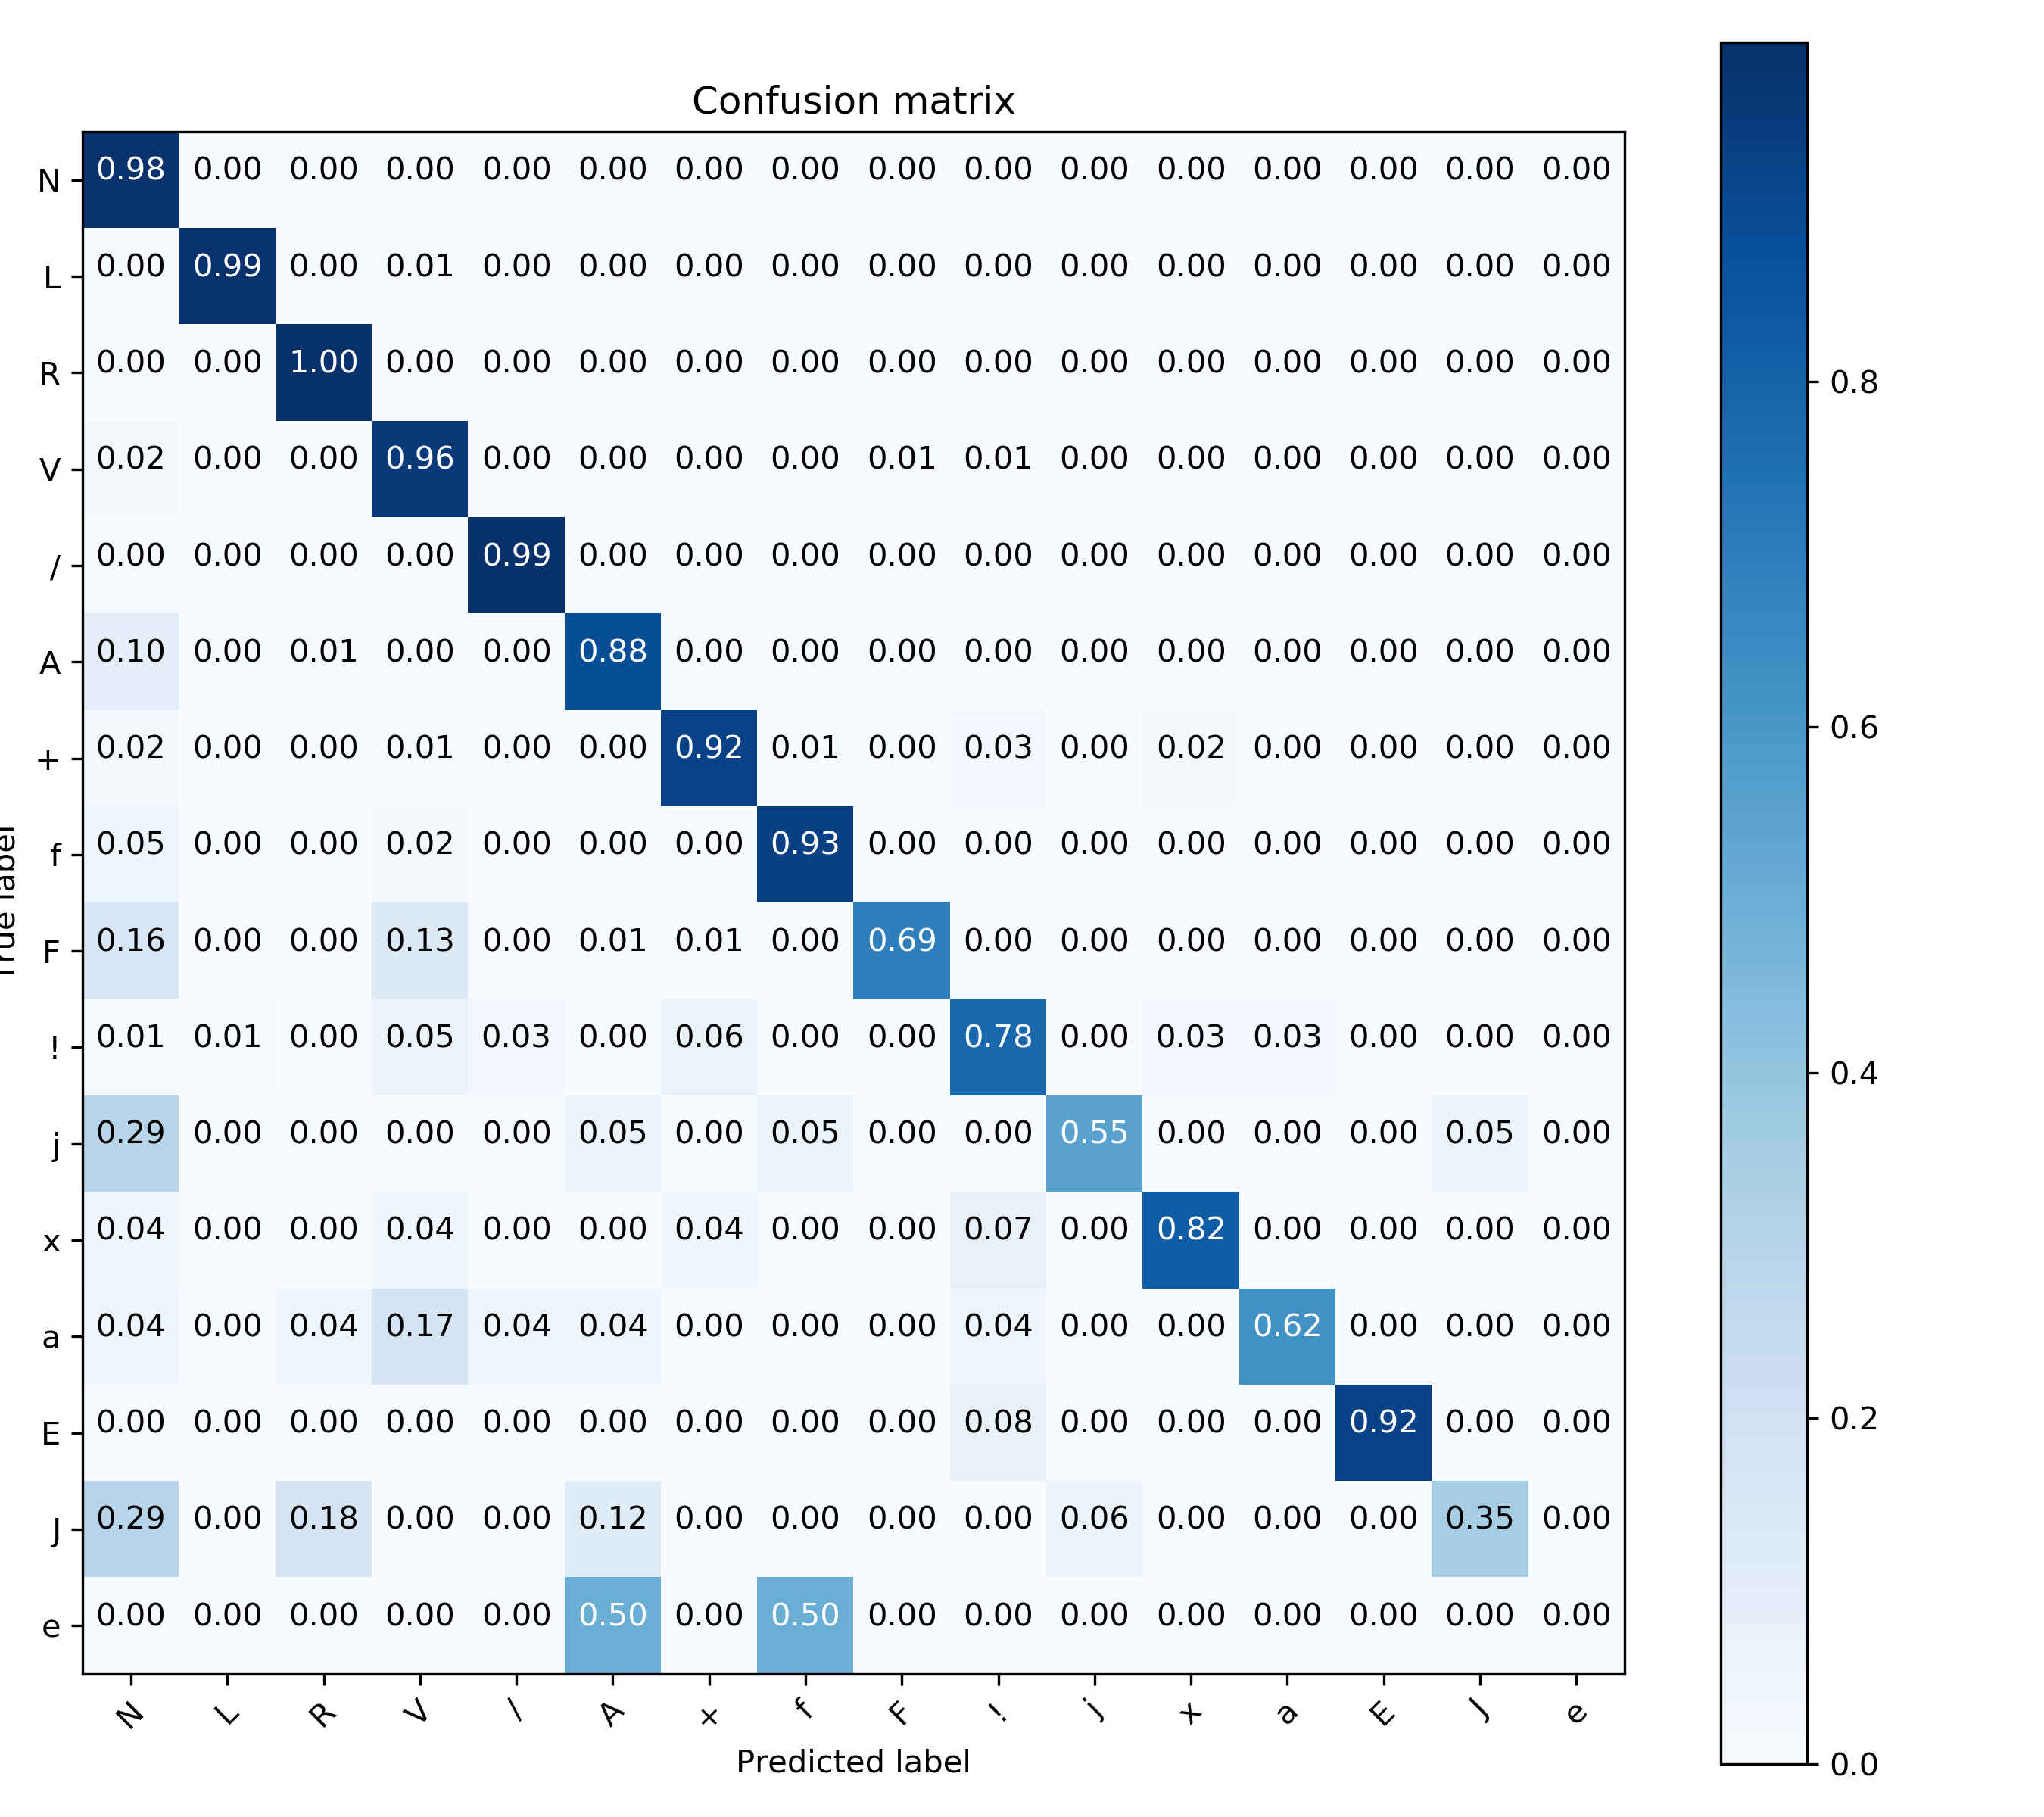 Confusion matrix
N 0.98 0.00 0.00 0.00 0.00 0.00 0.00 0.00 0.00 0.00 0.00 0.00 0.00 0.00 0.00 0.00
L 0.00 0.99 0.00 0.01 0.00 0.00 0.00 0.00 0.00 0.00 0.00 0.00 0.00 0.00 0.00 0.00
R 0.00 0.00 1.00 0.00 0.00 0.00 0.00 0.00 0.00 0.00 0.00 0.00 0.00 0.00 0.00 0.00
V 0.02 0.00 0.00 0.96 0.00 0.00 0.00 0.00 0.01 0.01 0.00 0.00 0.00 0.00 0.00 0.00
/ 0.00 0.00 0.00 0.00 0.99 0.00 0.00 0.00 0.00 0.00 0.00 0.00 0.00 0.00 0.00 0.00
A 0.10 0.00 0.01 0.00 0.00 0.88 0.00 0.00 0.00 0.00 0.00 0.00 0.00 0.00 0.00 0.00
+ 0.02 0.00 0.00 0.01 0.00 0.00 0.92 0.01 0.00 0.03 0.00 0.02 0.00 0.00 0.00 0.00
f 0.05 0.00 0.00 0.02 0.00 0.00 0.00 0.93 0.00 0.00 0.00 0.00 0.00 0.00 0.00 0.00
F 0.16 0.00 0.00 0.13 0.00 0.01 0.01 0.00 0.69 0.00 0.00 0.00 0.00 0.00 0.00 0.00
! 0.01 0.01 0.00 0.05 0.03 0.00 0.06 0.00 0.00 0.78 0.00 0.03 0.03 0.00 0.00 0.00
j 0.29 0.00 0.00 0.00 0.00 0.05 0.00 0.05 0.00 0.00 0.55 0.00 0.00 0.00 0.05 0.00
x 0.04 0.00 0.00 0.04 0.00 0.00 0.04 0.00 0.00 0.07 0.00 0.82 0.00 0.00 0.00 0.00
a 0.04 0.00 0.04 0.17 0.04 0.04 0.00 0.00 0.00 0.04 0.00 0.00 0.62 0.00 0.00 0.00
E 0.00 0.00 0.00 0.00 0.00 0.00 0.00 0.00 0.00 0.08 0.00 0.00 0.00 0.92 0.00 0.00
J 0.29 0.00 0.18 0.00 0.00 0.12 0.00 0.00 0.00 0.00 0.06 0.00 0.00 0.00 0.35 0.00
e 0.00 0.00 0.00 0.00 0.00 0.50 0.00 0.50 0.00 0.00 0.00 0.00 0.00 0.00 0.00 0.00
N L R V / A + f F ! j x a E J e
Predicted label
True label
0.8
0.6
0.4
0.2
0.0